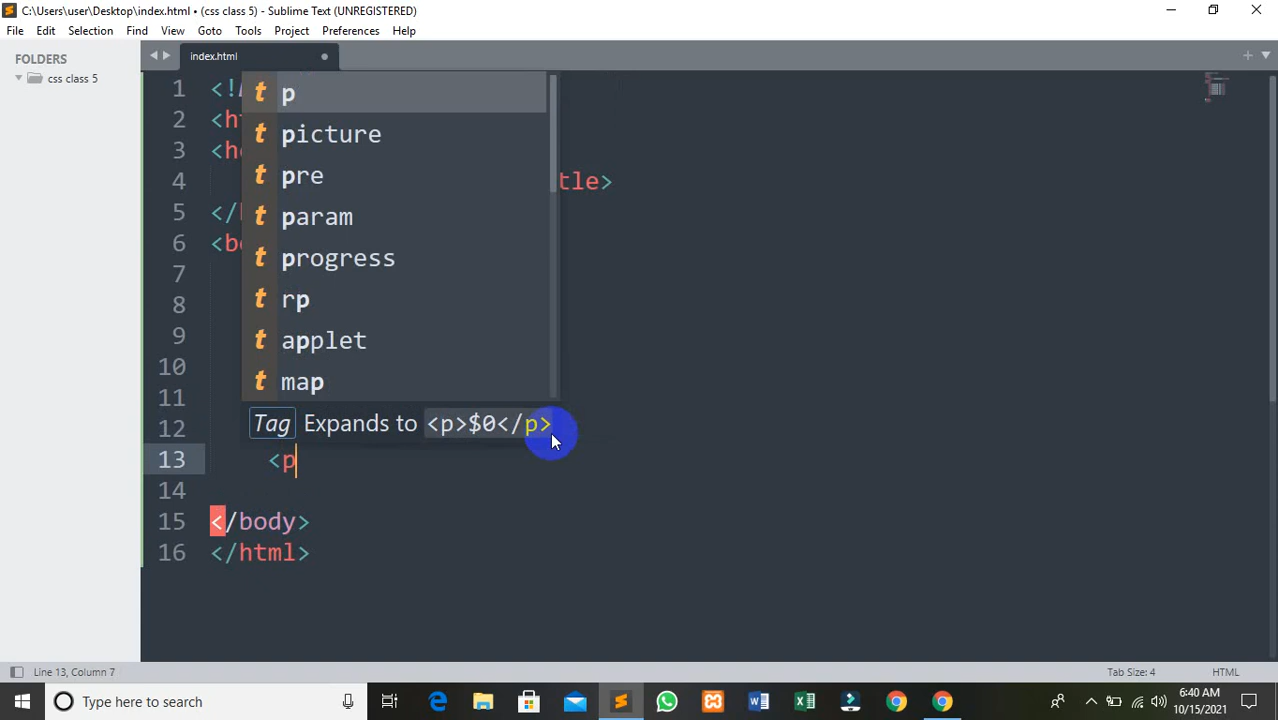 C:\Users\user\Desktop\index.html • (css class 5) - Sublime Text (UNREGISTERED)
File Edit Selection Find View Goto Tools Project Preferences Help
FOLDERS
css class 5
index.html
1 <!
2 <h
3 <h
4 tle>
5 </
6 <b
7
8
9
10
11
12
13 <p
14
15 </body>
16 </html>
t p
t picture
t pre
t param
t progress
t rp
t applet
t map
Tag Expands to <p>$0</p>
Line 13, Column 7
Tab Size: 4 HTML
Type here to search
6:40 AM
10/15/2021